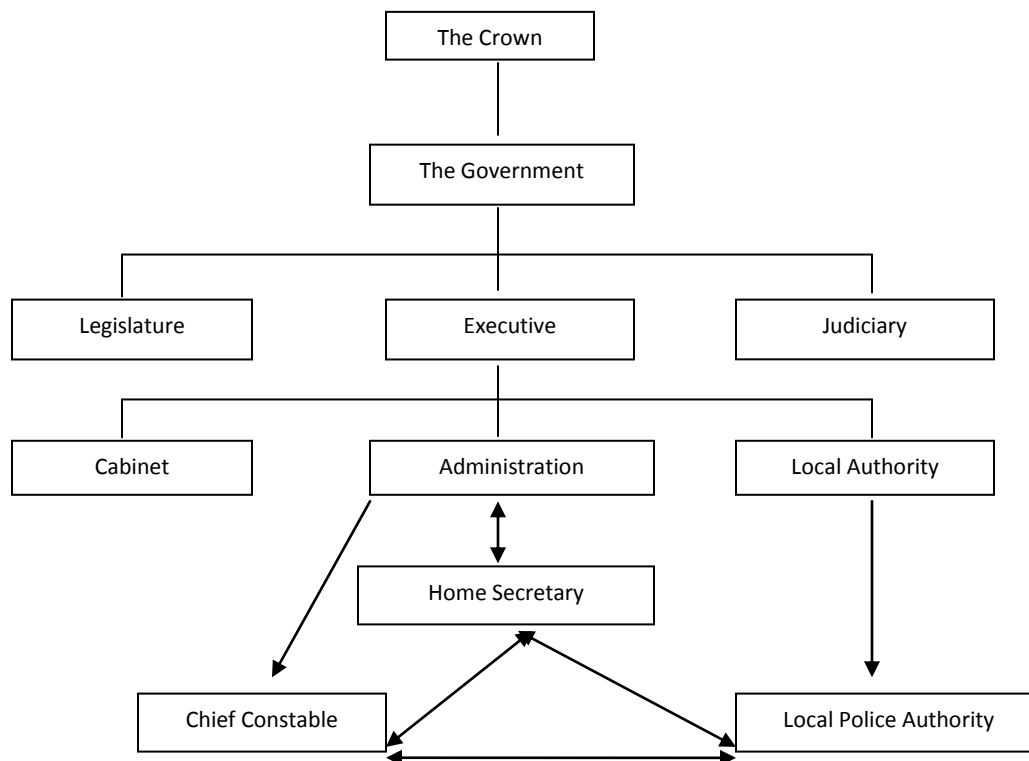 The Crown
The Government
Legislature
Executive
Judiciary
Cabinet
Administration
Local Authority
Home Secretary
Chief Constable
Local Police Authority